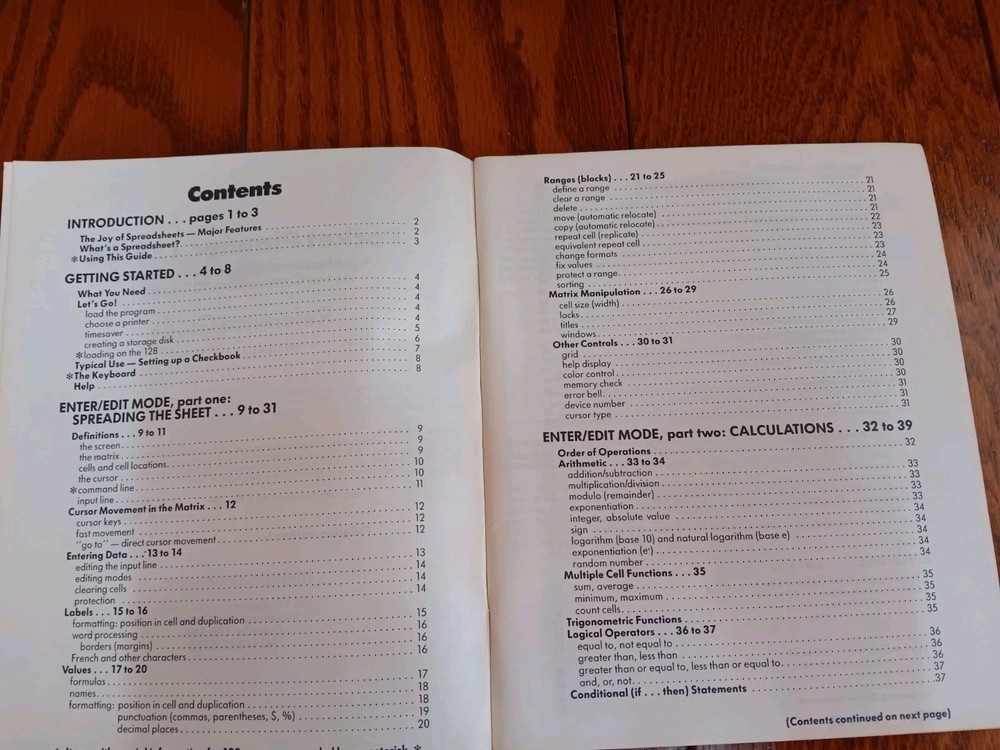 Contents
INTRODUCTION . . . pages 1 to 3
The Joy of Spreadsheets — Major Features 2
What's a Spreadsheet? 2
*Using This Guide 3
GETTING STARTED . . . 4 to 8
What You Need 4
Let's Go! 4
load the program 4
choose a printer 4
timesaver 4
creating a storage disk 5
*loading on the 128 6
Typical Use — Setting up a Checkbook 7
*The Keyboard 8
Help 8
ENTER/EDIT MODE, part one:
SPREADING THE SHEET . . . 9 to 31
Definitions . . . 9 to 11
the screen 9
the matrix 9
cells and cell locations 9
the cursor 10
*command line 10
input line 11
Cursor Movement in the Matrix . . . 12
cursor keys 12
fast movement 12
"go to" — direct cursor movement 12
Entering Data . . . 13 to 14
editing the input line 13
editing modes 14
clearing cells 14
protection 14
Labels . . . 15 to 16
formatting: position in cell and duplication 15
word processing 16
borders (margins) 16
French and other characters 16
Values . . . 17 to 20
formulas 17
names 18
formatting: position in cell and duplication 18
punctuation (commas, parentheses, $, %) 19
decimal places 20
Ranges (blocks) . . . 21 to 25
define a range 21
clear a range 21
delete 21
move (automatic relocate) 21
copy (automatic relocate) 22
repeat cell (replicate) 23
equivalent repeat cell 23
change formats 23
fix values 24
protect a range 24
sorting 25
Matrix Manipulation . . . 26 to 29
cell size (width) 26
locks 26
titles 27
windows 29
Other Controls . . . 30 to 31
grid 30
help display 30
color control 30
memory check 30
error bell 31
device number 31
cursor type 31
ENTER/EDIT MODE, part two: CALCULATIONS . . . 32 to 39
Order of Operations 32
Arithmetic . . . 33 to 34
addition/subtraction 33
multiplication/division 33
modulo (remainder) 33
exponentiation 33
integer, absolute value 34
sign 34
logarithm (base 10) and natural logarithm (base e) 34
exponentiation (eˣ) 34
random number 34
Multiple Cell Functions . . . 35
sum, average 35
minimum, maximum 35
count cells 35
Trigonometric Functions 35
Logical Operators . . . 36 to 37
equal to, not equal to 36
greater than, less than 36
greater than or equal to, less than or equal to 36
and, or, not 37
Conditional (if . . . then) Statements 37
(Contents continued on next page)